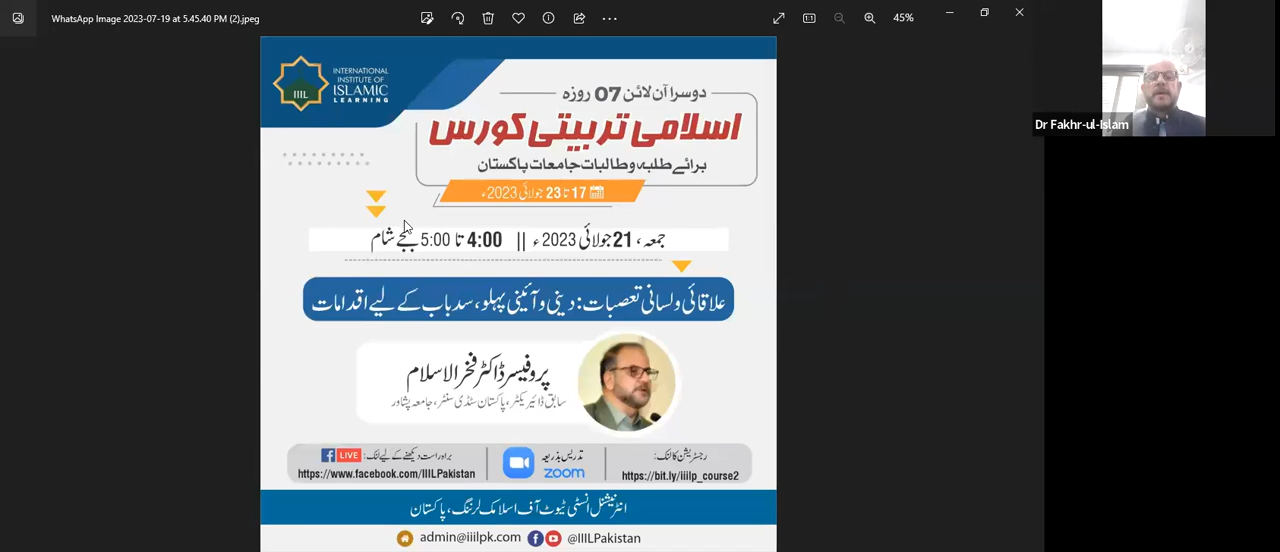 WhatsApp Image 2023-07-19 at 5.45.40 PM (2).jpeg
45%
Dr Fakhr-ul-Islam
IIIL
INTERNATIONAL
INSTITUTE OF
ISLAMIC
LEARNING
دوسرا آن لائن 07 روزہ
اسلامی تربیتی کورس
برائے طلبہ و طالبات جامعات پاکستان
17 تا 23 جولائی 2023ء
جمعہ، 21 جولائی 2023ء || 4:00 تا 5:00 بجے شام
علاقائی و لسانی تعصبات: دینی و آئینی پہلو، سدباب کے لیے اقدامات
پروفیسر ڈاکٹر فخر الاسلام
سابق ڈائیریکٹر، پاکستان سٹڈی سنٹر، جامعہ پشاور
رجسٹریشن کا لنک:
https://bit.ly/iiilp_course2
تدریس بذریعہ
zoom
براہ راست دیکھنے کے لیے لنک: LIVE
https://www.facebook.com/IIILPakistan
انٹرنیشنل انسٹی ٹیوٹ آف اسلامک لرننگ، پاکستان
admin@iiilpk.com @IIILPakistan